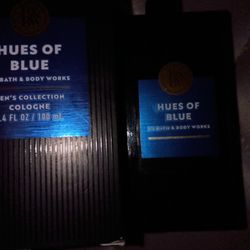 HUES OF
BLUE
BATH & BODY WORKS
EN'S COLLECTION
COLOGNE
.4 FL OZ / 100 mL
HUES OF
BLUE
BATH & BODY WORKS